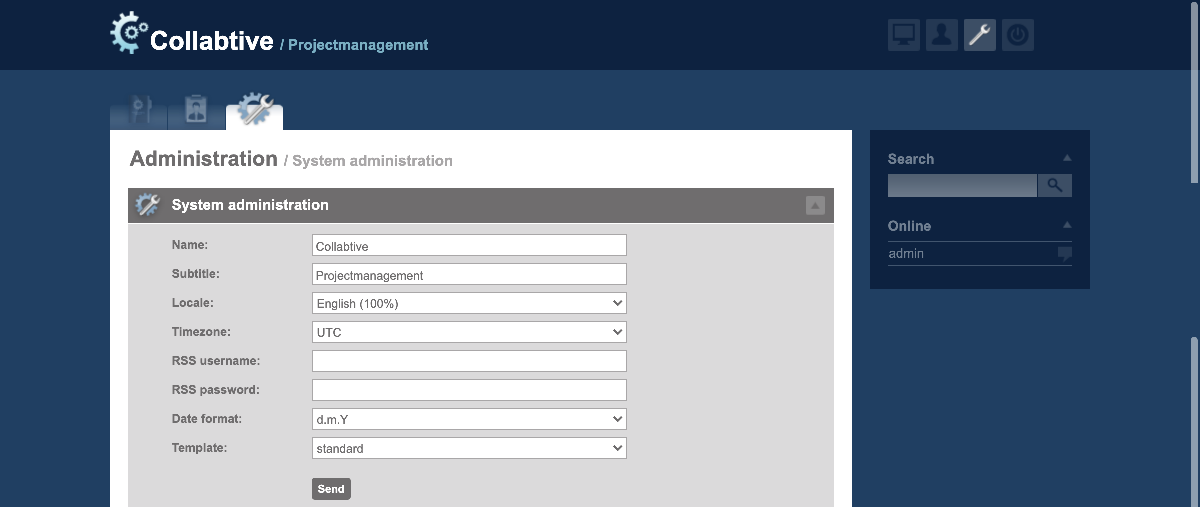 Collabtive / Projectmanagement
Administration / System administration
System administration
Name: Collabtive
Subtitle: Projectmanagement
Locale: English (100%)
Timezone: UTC
RSS username:
RSS password:
Date format: d.m.Y
Template: standard
Send
Search
Online
admin